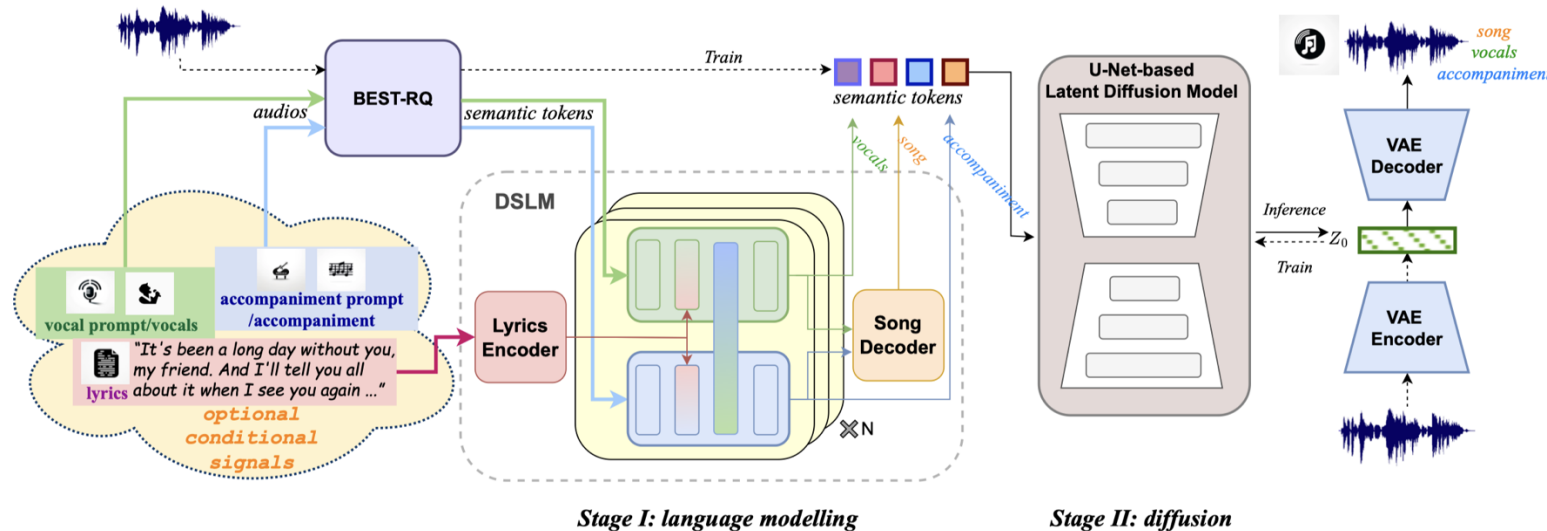 song
vocals
accompanimen
Train
BEST-RQ
audios
semantic tokens
semantic tokens
vocals
song
accompaniment
U-Net-based
Latent Diffusion Model
VAE
Decoder
Inference
Z0
Train
VAE
Encoder
DSLM
Lyrics
Encoder
Song
Decoder
×N
vocal prompt/vocals
accompaniment prompt
/accompaniment
lyrics
"It's been a long day without you,
my friend. And I'll tell you all
about it when I see you again ..."
optional
conditional
signals
Stage I: language modelling
Stage II: diffusion